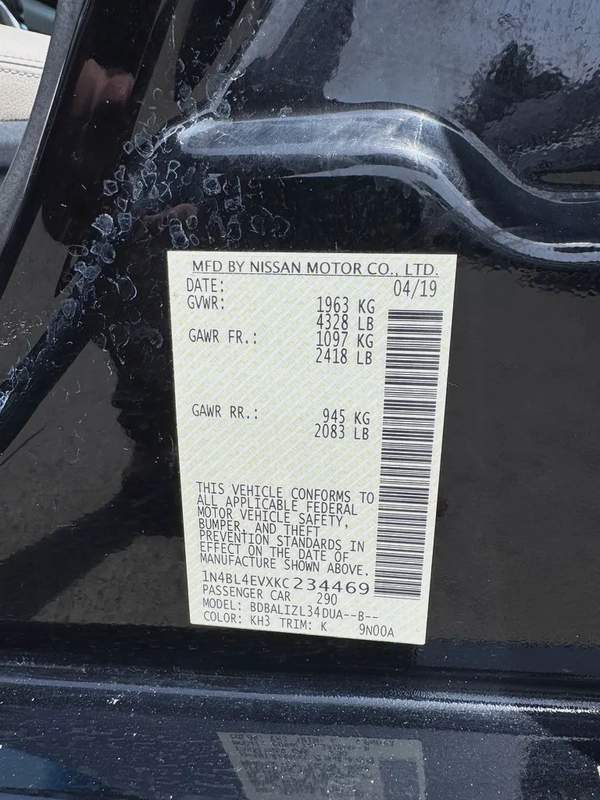 MFD BY NISSAN MOTOR CO., LTD.
DATE: 04/19
GVWR: 1963 KG
4328 LB
GAWR FR.: 1097 KG
2418 LB
GAWR RR.: 945 KG
2083 LB
THIS VEHICLE CONFORMS TO
ALL APPLICABLE FEDERAL
MOTOR VEHICLE SAFETY,
BUMPER, AND THEFT
PREVENTION STANDARDS IN
EFFECT ON THE DATE OF
MANUFACTURE SHOWN ABOVE.
1N4BL4EVXKC234469
PASSENGER CAR 290
MODEL: BDBALIZL34DUA--B--
COLOR: KH3 TRIM: K 9N00A